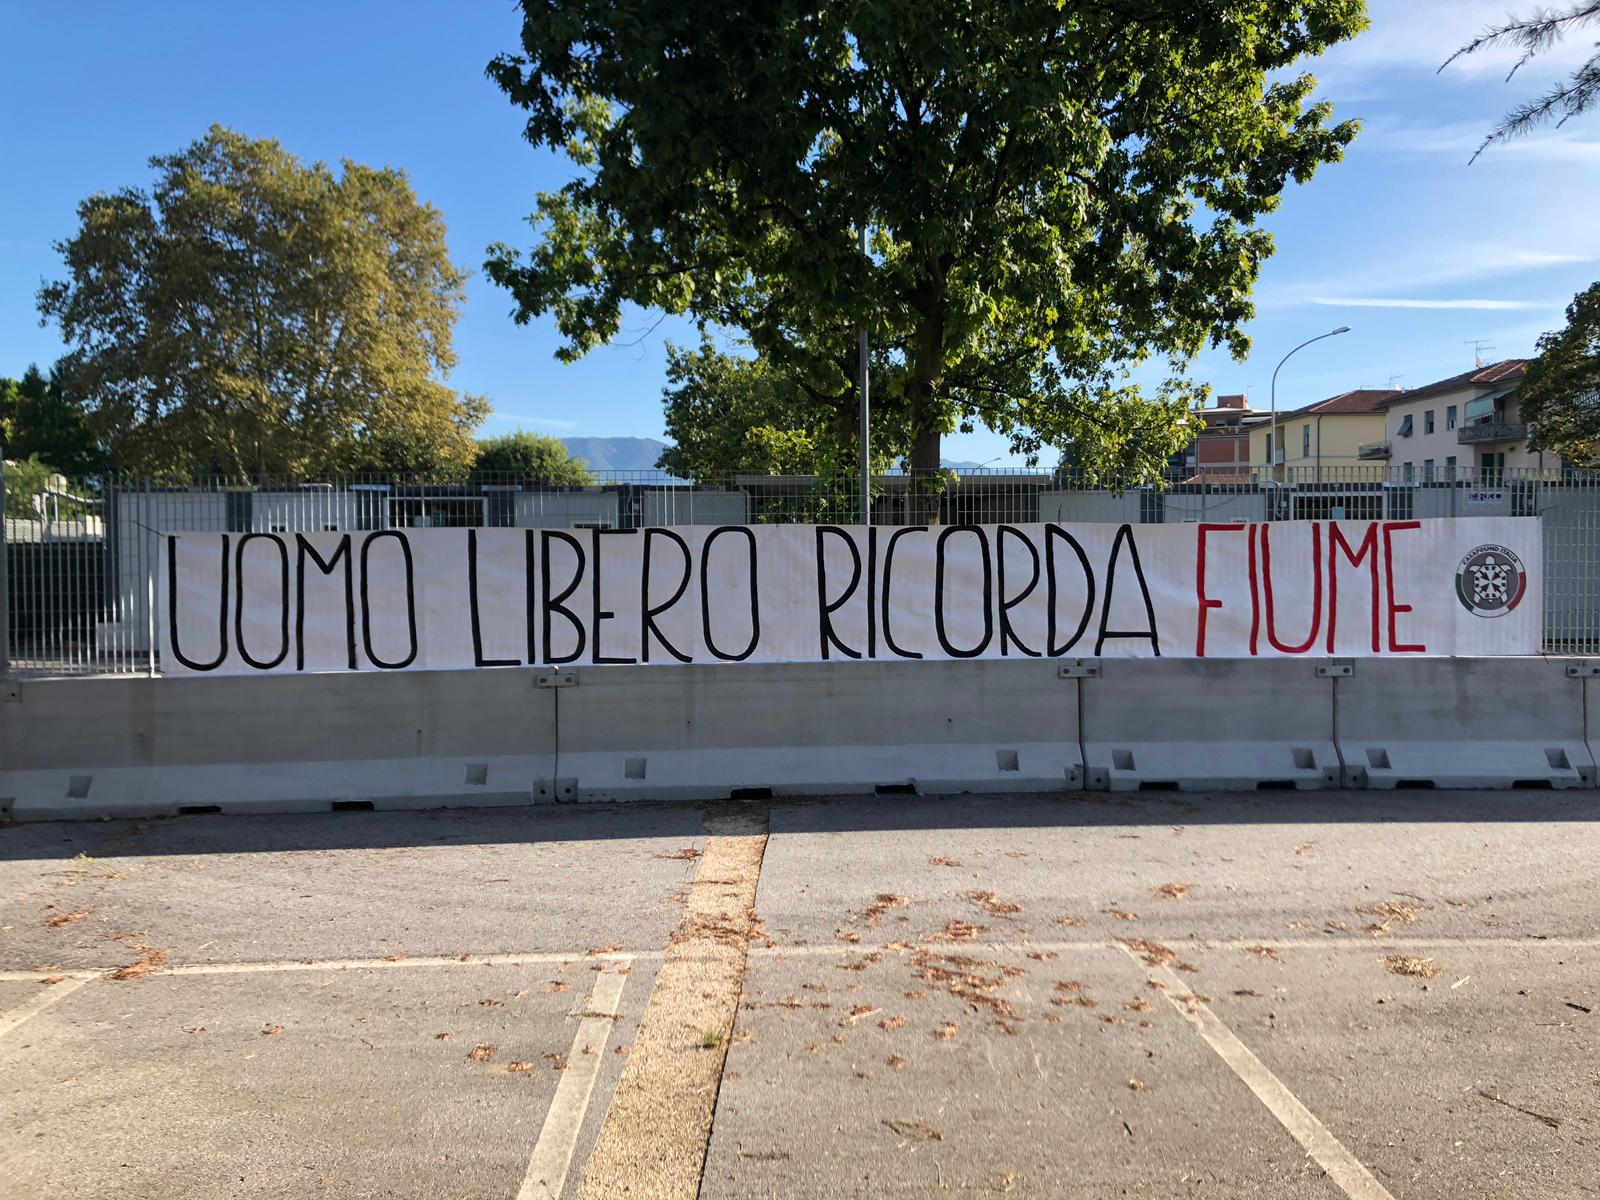 UOMO LIBERO RICORDA FIUME
CASAPOUND ITALIA